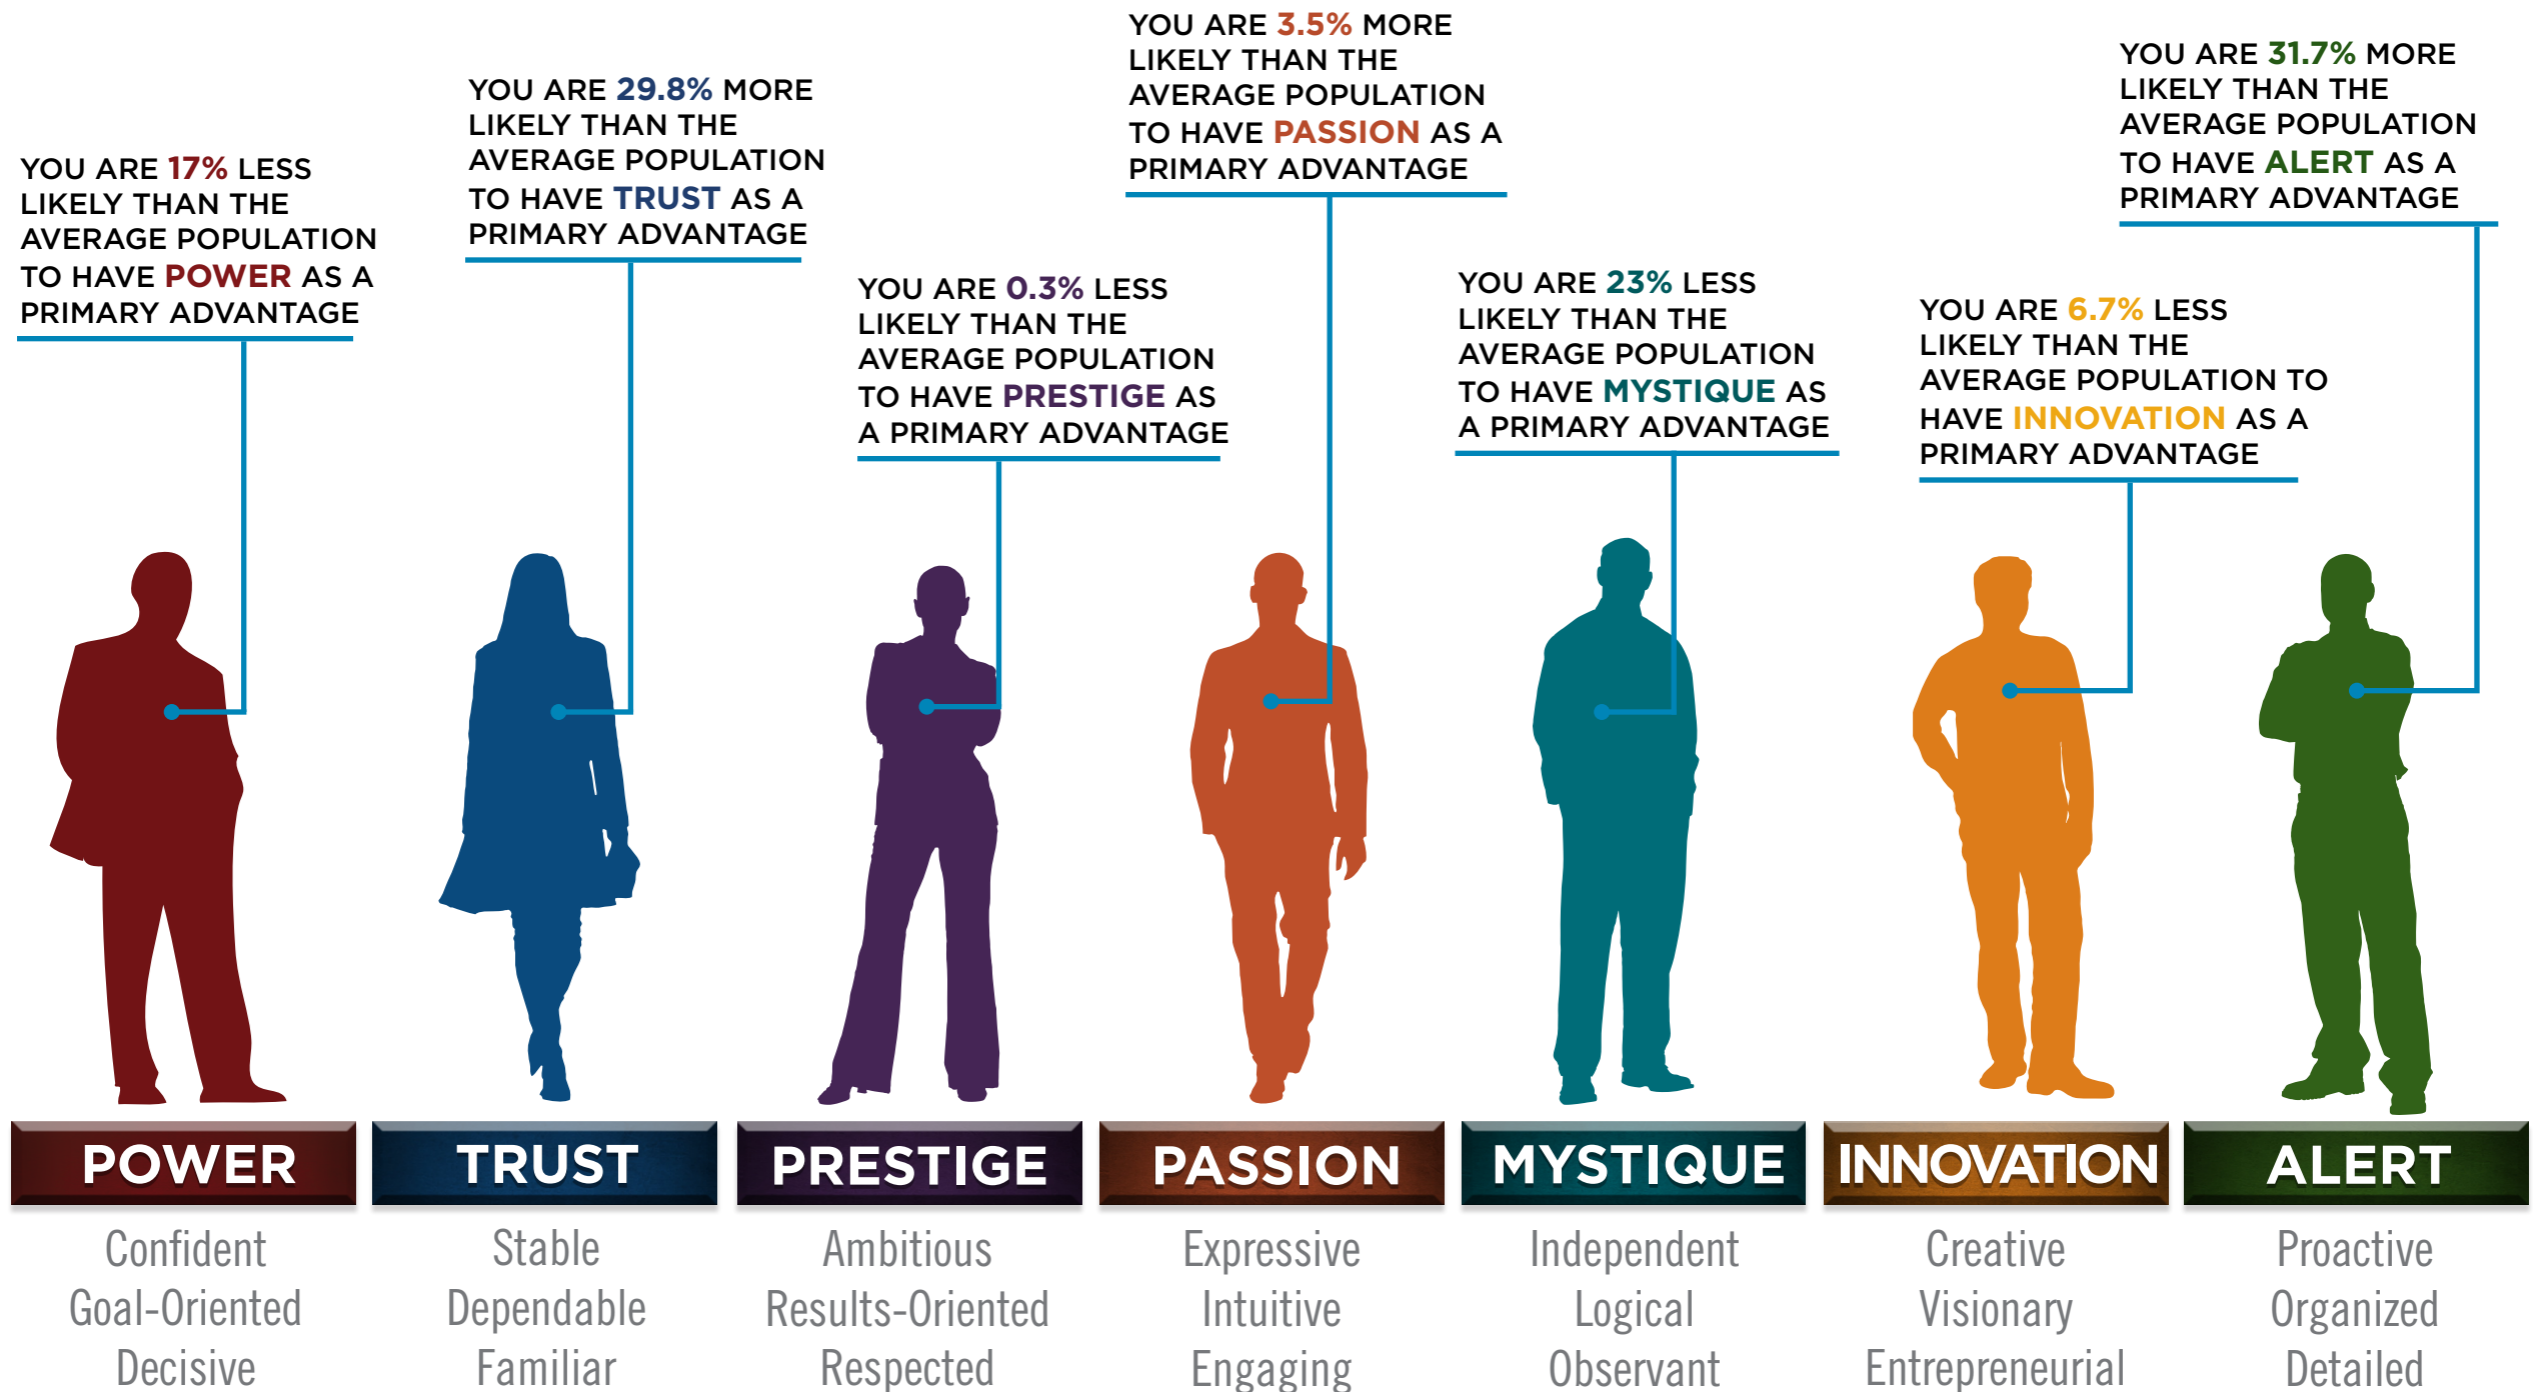 YOU ARE 17% LESS
LIKELY THAN THE
AVERAGE POPULATION
TO HAVE POWER AS A
PRIMARY ADVANTAGE
YOU ARE 29.8% MORE
LIKELY THAN THE
AVERAGE POPULATION
TO HAVE TRUST AS A
PRIMARY ADVANTAGE
YOU ARE 0.3% LESS
LIKELY THAN THE
AVERAGE POPULATION
TO HAVE PRESTIGE AS
A PRIMARY ADVANTAGE
YOU ARE 3.5% MORE
LIKELY THAN THE
AVERAGE POPULATION
TO HAVE PASSION AS A
PRIMARY ADVANTAGE
YOU ARE 23% LESS
LIKELY THAN THE
AVERAGE POPULATION
TO HAVE MYSTIQUE AS
A PRIMARY ADVANTAGE
YOU ARE 6.7% LESS
LIKELY THAN THE
AVERAGE POPULATION TO
HAVE INNOVATION AS A
PRIMARY ADVANTAGE
YOU ARE 31.7% MORE
LIKELY THAN THE
AVERAGE POPULATION
TO HAVE ALERT AS A
PRIMARY ADVANTAGE
POWER
Confident
Goal-Oriented
Decisive
TRUST
Stable
Dependable
Familiar
PRESTIGE
Ambitious
Results-Oriented
Respected
PASSION
Expressive
Intuitive
Engaging
MYSTIQUE
Independent
Logical
Observant
INNOVATION
Creative
Visionary
Entrepreneurial
ALERT
Proactive
Organized
Detailed